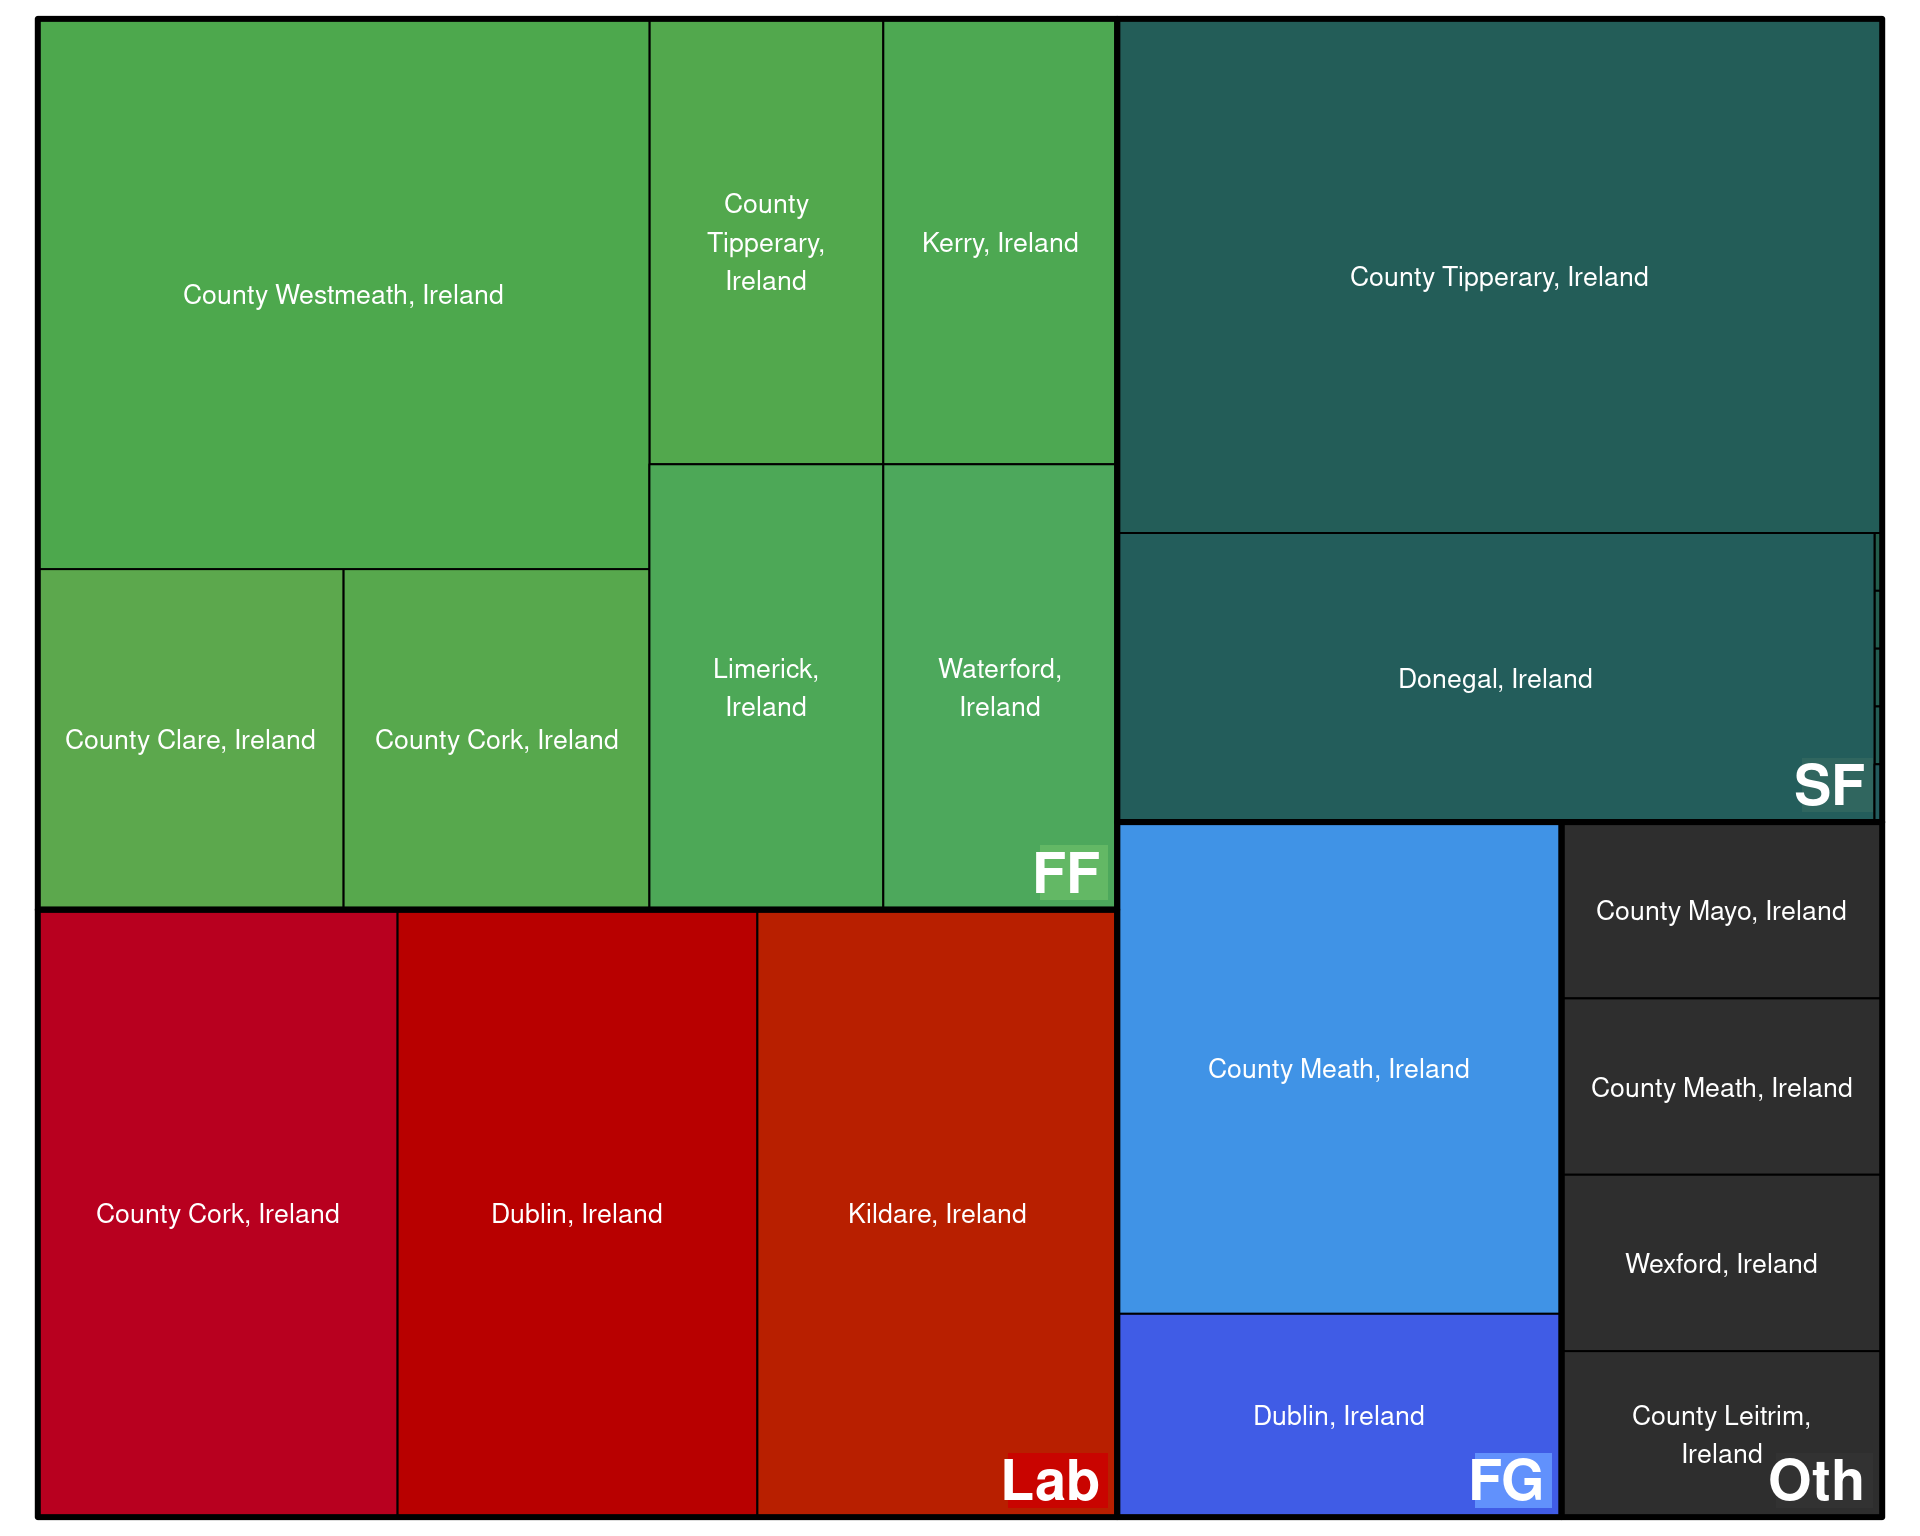 County Westmeath, Ireland
County
Tipperary,
Ireland
Kerry, Ireland
County Clare, Ireland
County Cork, Ireland
Limerick,
Ireland
Waterford,
Ireland
FF
County Cork, Ireland
Dublin, Ireland
Kildare, Ireland
Lab
County Tipperary, Ireland
Donegal, Ireland
SF
County Meath, Ireland
Dublin, Ireland
FG
County Mayo, Ireland
County Meath, Ireland
Wexford, Ireland
County Leitrim,
Ireland
Oth